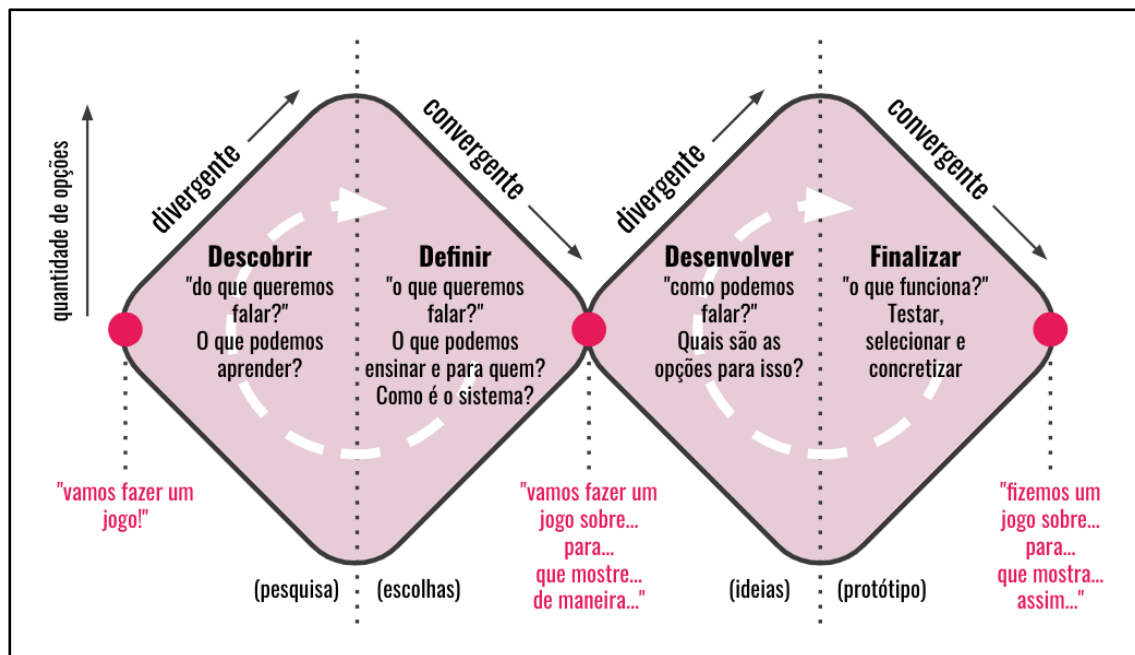 quantidade de opções
divergente
convergente
divergente
convergente
Descobrir
"do que queremos
falar?"
O que podemos
aprender?
Definir
"o que queremos
falar?"
O que podemos
ensinar e para quem?
Como é o sistema?
Desenvolver
"como podemos
falar?"
Quais são as
opções para isso?
Finalizar
"o que funciona?"
Testar,
selecionar e
concretizar
"vamos fazer um
jogo!"
"vamos fazer um
jogo sobre...
para...
que mostre...
de maneira..."
"fizemos um
jogo sobre...
para...
que mostra...
assim..."
(pesquisa)
(escolhas)
(ideias)
(protótipo)